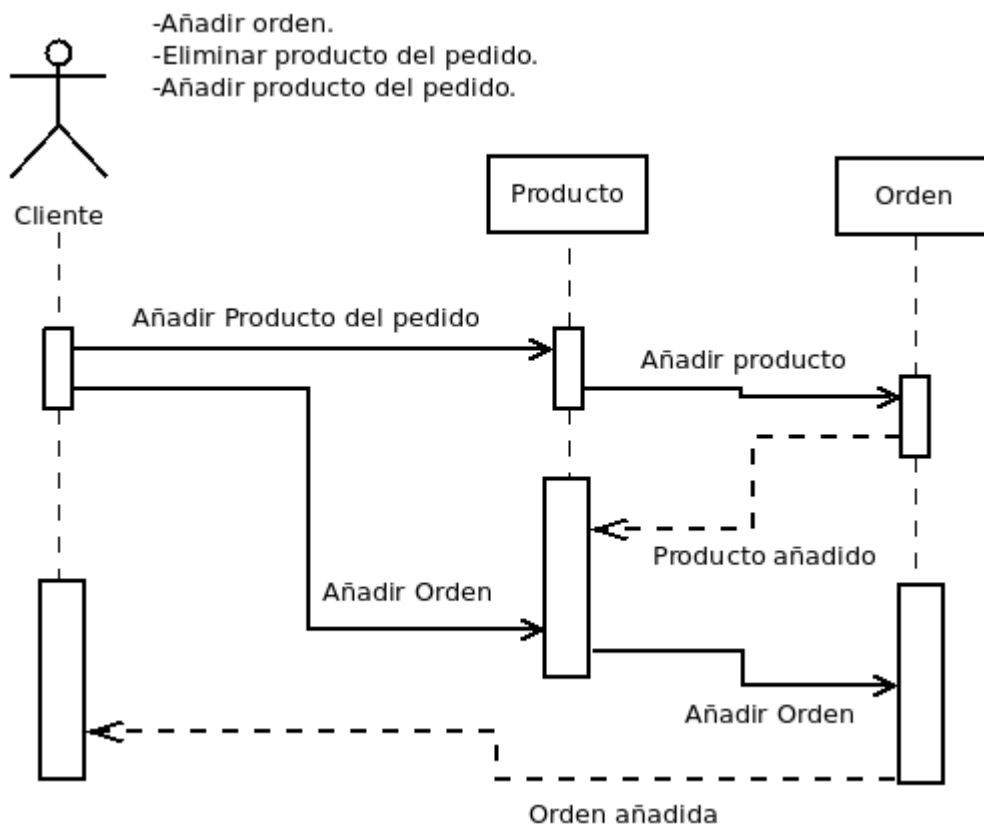 -Añadir orden.
-Eliminar producto del pedido.
-Añadir producto del pedido.
Cliente
Producto
Orden
Añadir Producto del pedido
Añadir producto
Producto añadido
Añadir Orden
Añadir Orden
Orden añadida